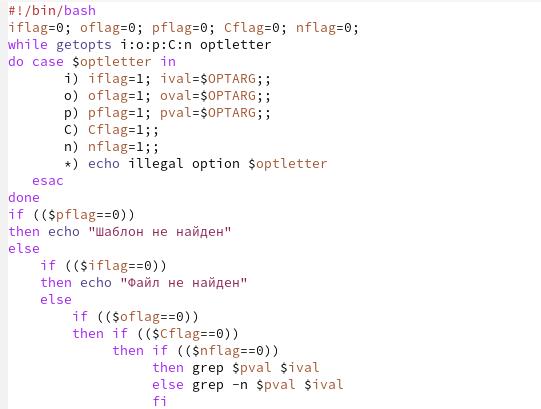 #!/bin/bash
iflag=0; oflag=0; pflag=0; Cflag=0; nflag=0;
while getopts i:o:p:C:n optletter
do case $optletter in
       i) iflag=1; ival=$OPTARG;;
       o) oflag=1; oval=$OPTARG;;
       p) pflag=1; pval=$OPTARG;;
       C) Cflag=1;;
       n) nflag=1;;
       *) echo illegal option $optletter
   esac
done
if (($pflag==0))
then echo "Шаблон не найден"
else
    if (($iflag==0))
    then echo "Файл не найден"
    else
        if (($oflag==0))
        then if (($Cflag==0))
             then if (($nflag==0))
                  then grep $pval $ival
                  else grep -n $pval $ival
                  fi